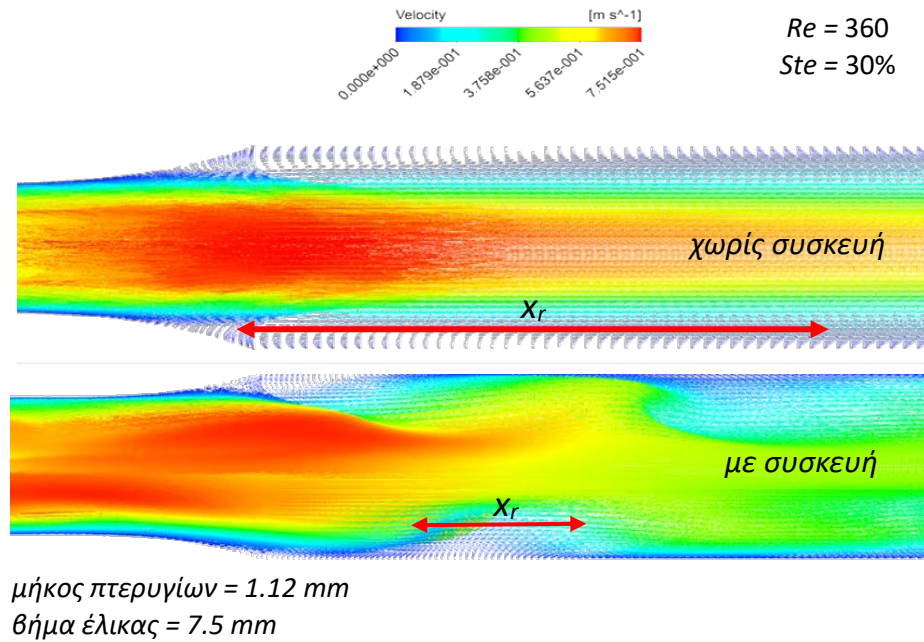 Velocity [m s^-1]
0.000e+000
1.879e-001
3.758e-001
5.637e-001
7.515e-001
Re = 360
Ste = 30%
χωρίς συσκευή
xr
με συσκευή
xr
μήκος πτερυγίων = 1.12 mm
βήμα έλικας = 7.5 mm